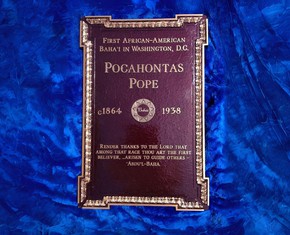 First African-American
Baha'i in Washington, D.C.
Pocahontas
Pope
c1864 1938
Render thanks to the Lord that
among that race thou art the first
believer, ...arisen to guide others -
'Abdu'l-Baha.